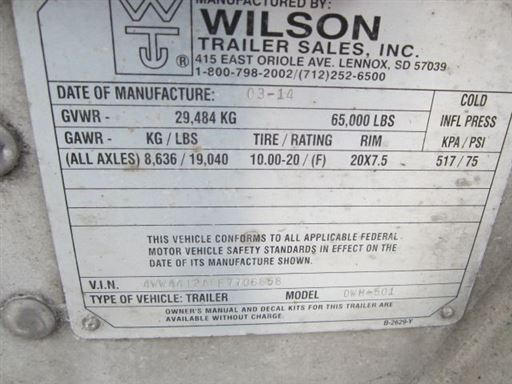 MANUFACTURED BY:
WILSON
TRAILER SALES, INC.
415 EAST ORIOLE AVE. LENNOX, SD 57039
1-800-798-2002/(712)252-6500
®
DATE OF MANUFACTURE: 03-14
COLD
GVWR - 29,484 KG 65,000 LBS
INFL PRESS
GAWR - KG / LBS TIRE / RATING RIM KPA / PSI
(ALL AXLES) 8,636 / 19,040 10.00-20 / (F) 20X7.5 517 / 75
THIS VEHICLE CONFORMS TO ALL APPLICABLE FEDERAL
MOTOR VEHICLE SAFETY STANDARDS IN EFFECT ON THE
DATE OF ITS MANUFACTURE SHOWN.
V.I.N.
TYPE OF VEHICLE: TRAILER MODEL DWH-501
OWNER'S MANUAL AND DECAL KITS FOR THIS TRAILER ARE
AVAILABLE WITHOUT CHARGE.
B-2629-Y